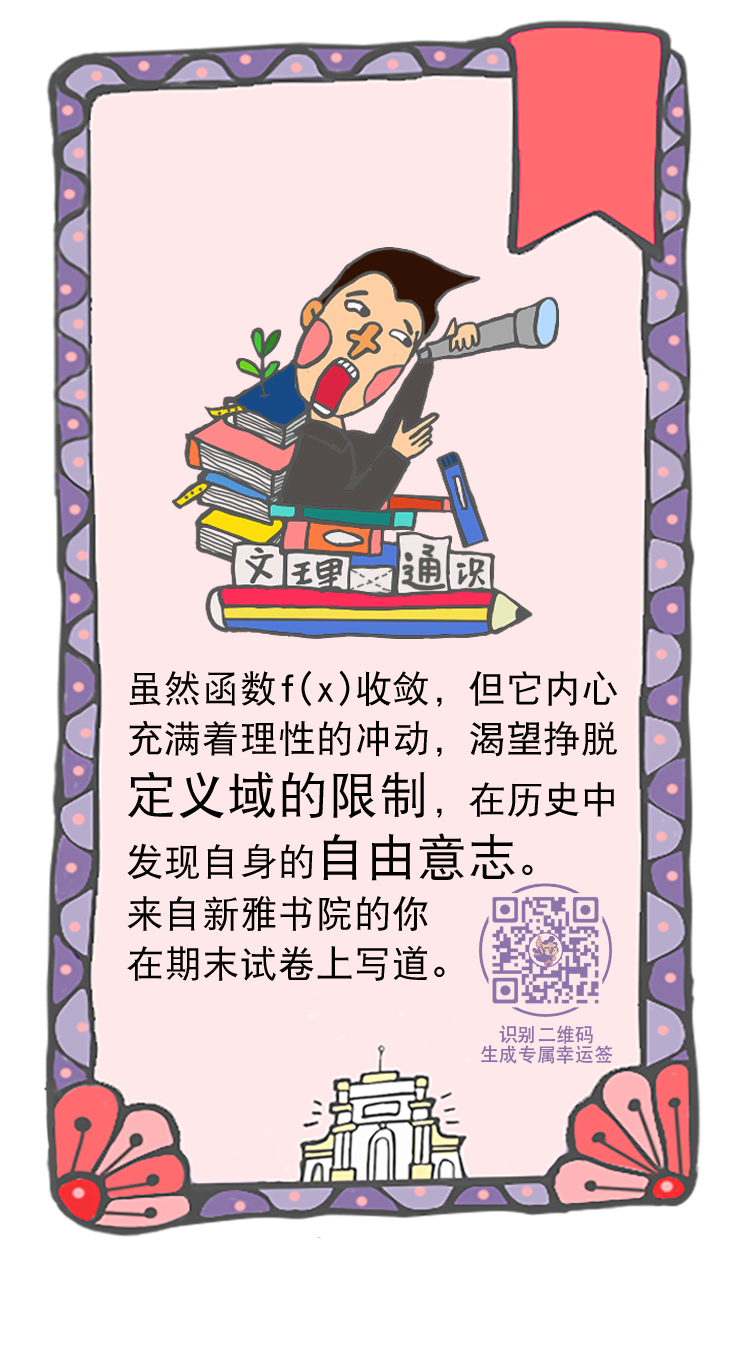 文理通识
虽然函数f(x)收敛，但它内心
充满着理性的冲动，渴望挣脱
定义域的限制，在历史中
发现自身的自由意志。
来自新雅书院的你
在期末试卷上写道。
识别二维码
生成专属幸运签